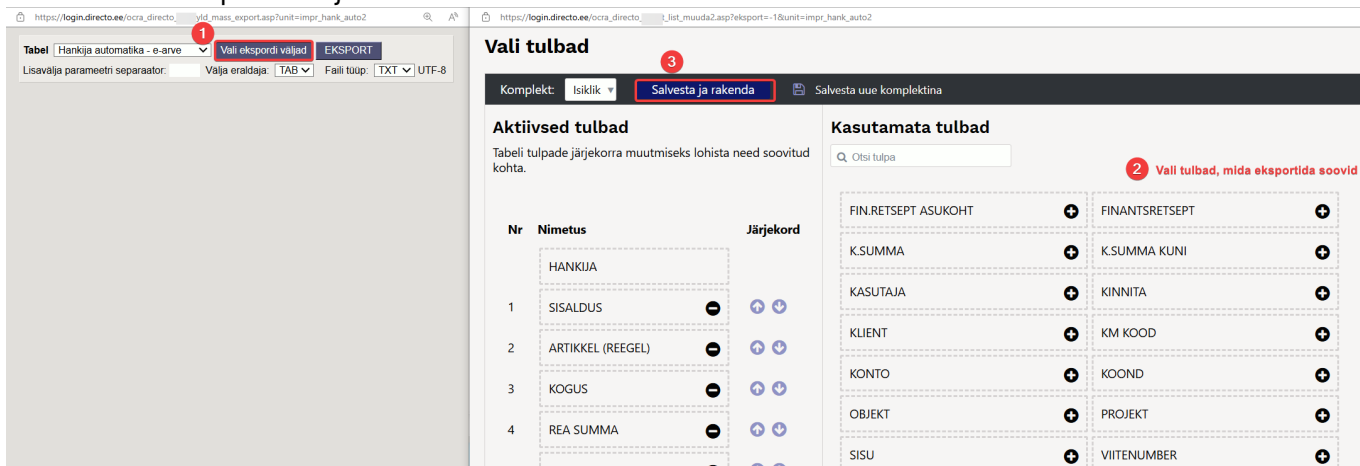 https://login.directo.ee/ocra_directo_ yld_mass_export.asp?unit=impr_hank_auto2
1
Tabel Hankija automatika - e-arve Vali ekspordi väljad EKSPORT
Lisavälja parameetri separaator: Välja eraldaja: TAB Faili tüüp: TXT UTF-8
https://login.directo.ee/ocra_directo_ t_list_muuda2.asp?eksport=-1&unit=impr_hank_auto2
Vali tulbad
3
Komplekt: Isiklik Salvesta ja rakenda Salvesta uue komplektina
Aktiivsed tulbad
Tabeli tulpade järjekorra muutmiseks lohista need soovitud
kohta.
Nr Nimetus Järjekord
HANKIJA
1 SISALDUS
2 ARTIKKEL (REEGEL)
3 KOGUS
4 REA SUMMA
Kasutamata tulbad
Otsi tulpa
2 Vali tulbad, mida eksportida soovid
FIN.RETSEPT ASUKOHT FINANTSRETSEPT
K.SUMMA K.SUMMA KUNI
KASUTAJA KINNITA
KLIENT KM KOOD
KONTO KOOND
OBJEKT PROJEKT
SISU VIITENUMBER